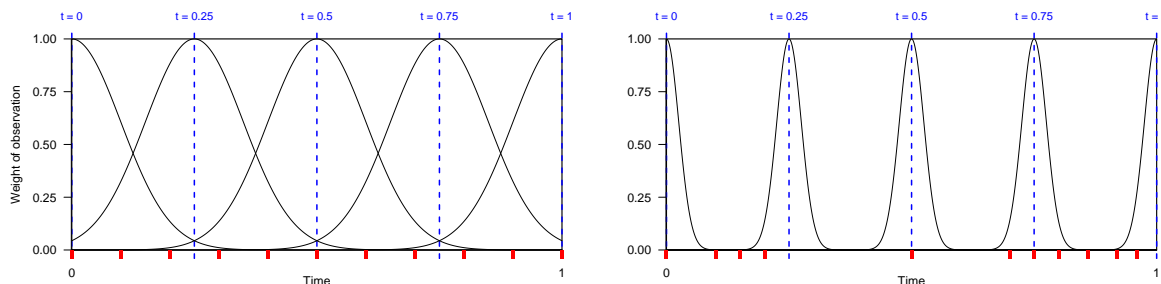 t = 0 t = 0.25 t = 0.5 t = 0.75 t = 1
1.00
0.75
0.50
0.25
0.00
Weight of observation
0 1
Time
t = 0 t = 0.25 t = 0.5 t = 0.75 t =
1.00
0.75
0.50
0.25
0.00
0 1
Time